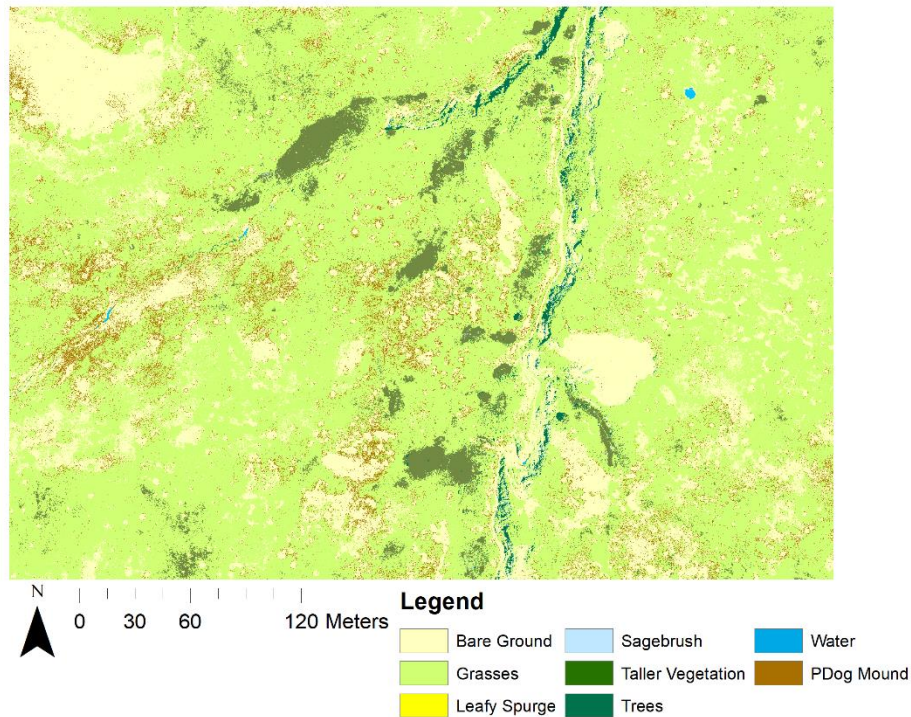 N
0 30 60 120 Meters
Legend
Bare Ground Sagebrush Water
Grasses Taller Vegetation PDog Mound
Leafy Spurge Trees